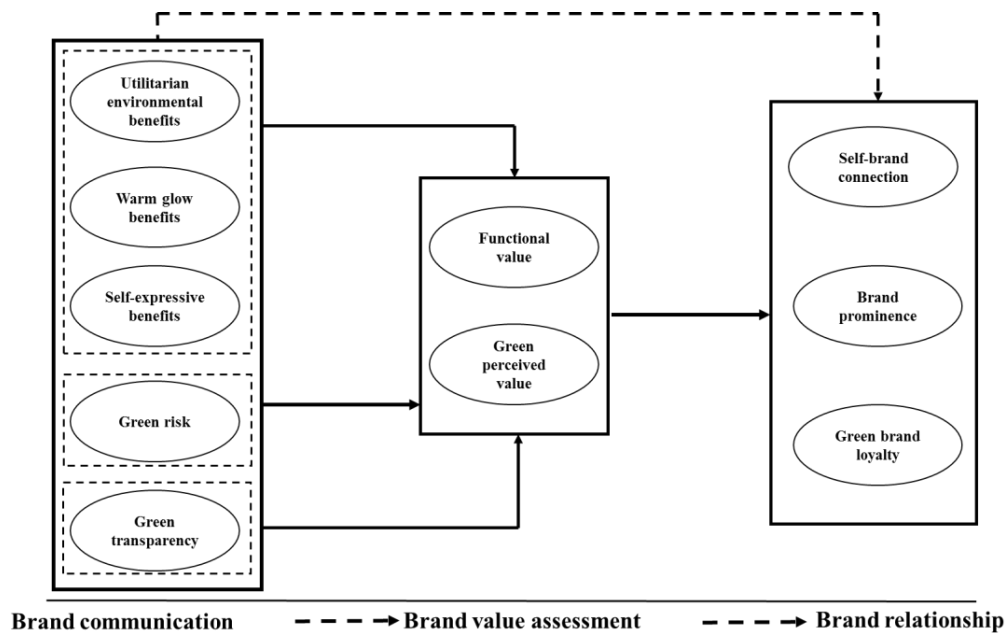 Utilitarian
environmental
benefits
Warm glow
benefits
Self-expressive
benefits
Green risk
Green
transparency
Functional
value
Green
perceived
value
Self-brand
connection
Brand
prominence
Green brand
loyalty
Brand communication Brand value assessment Brand relationship